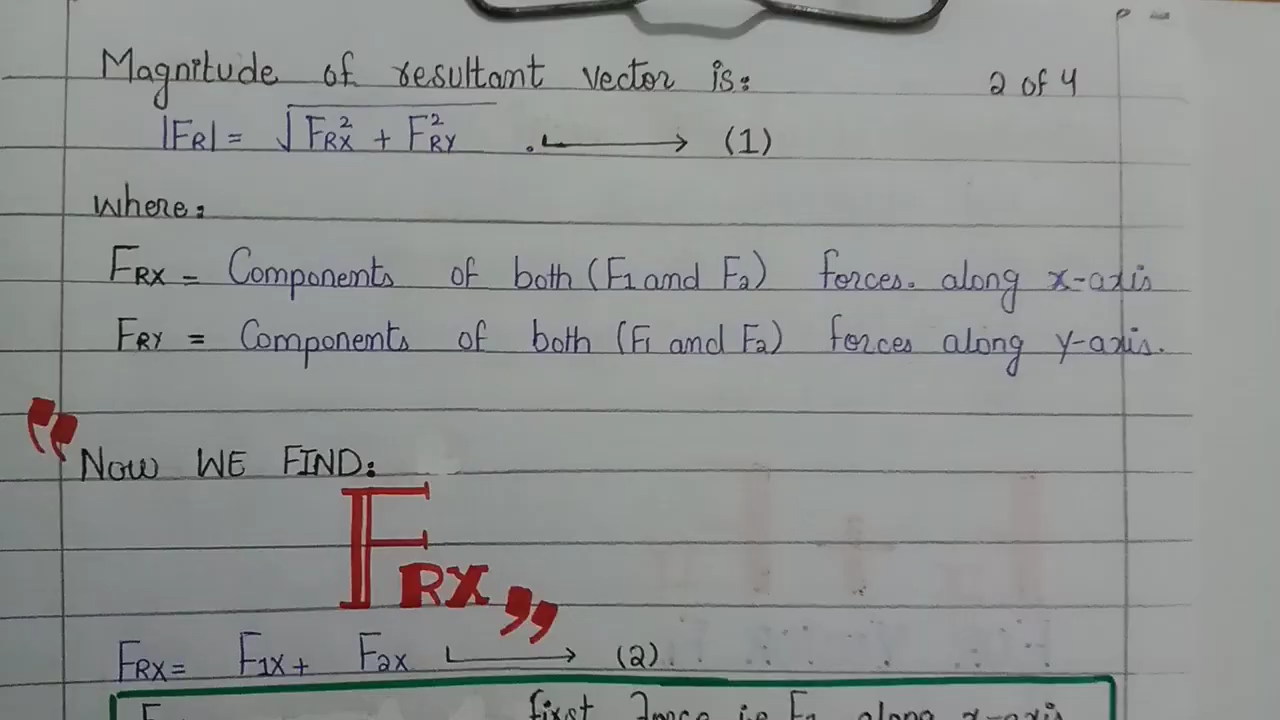 Magnitude of resultant vector is:
2 of 4
|FR| = √FRX² + FRY² → (1)
where:
FRX = Components of both (F1 and F2) forces. along x-axis
FRY = Components of both (F1 and F2) forces along y-axis.
"NOW WE FIND:
FRX"
FRX = F1X + F2X → (2)
first force i.e F1 along x-axis